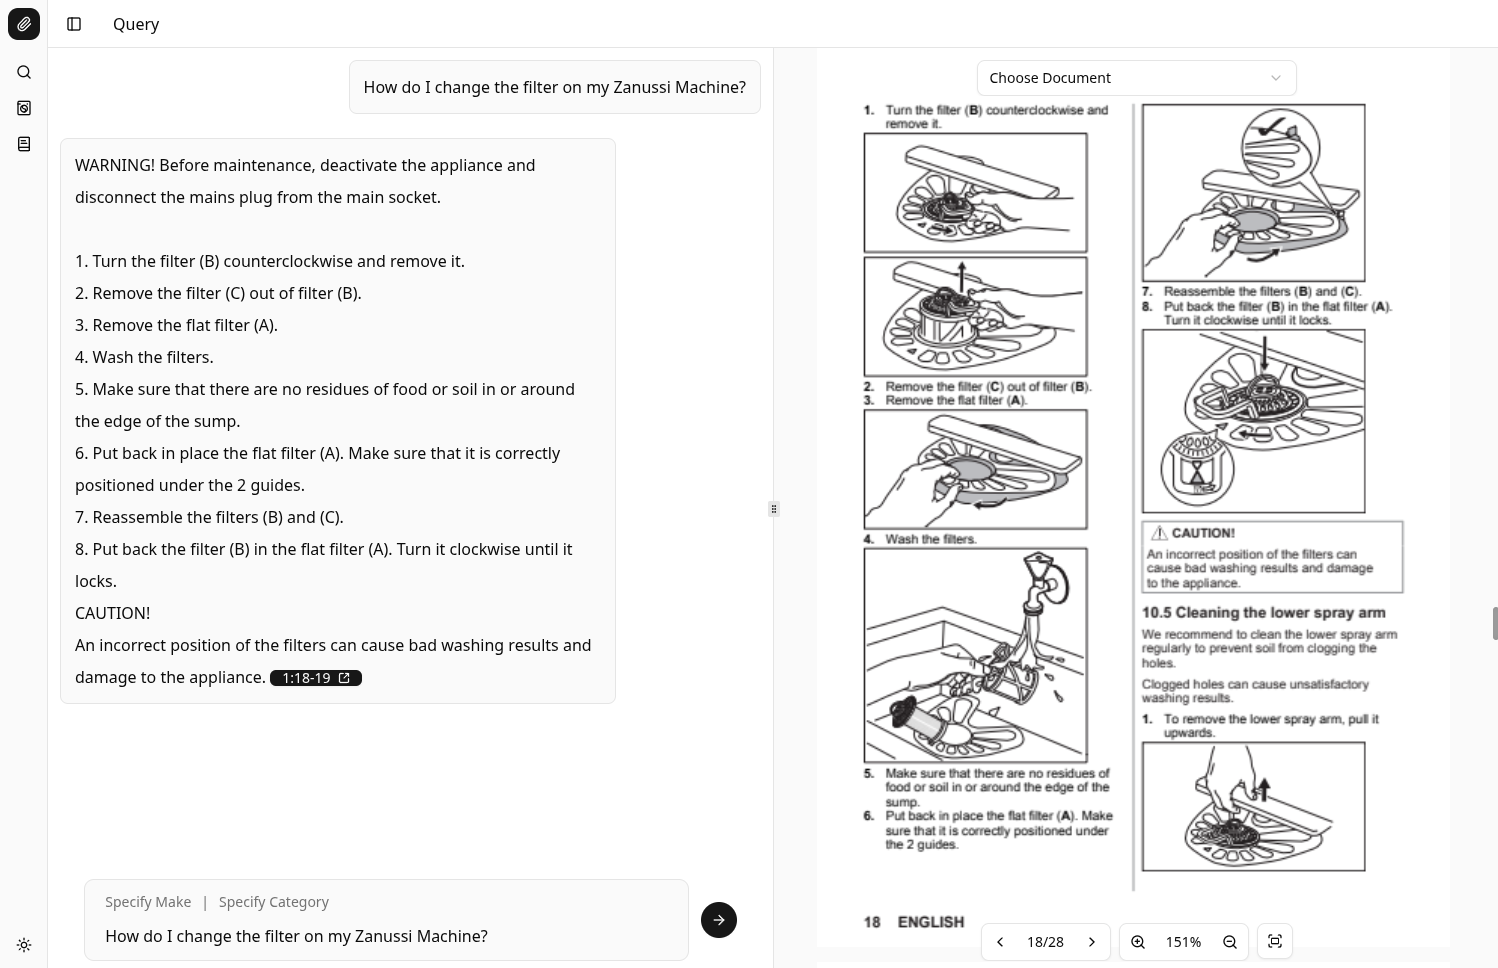 Query
How do I change the filter on my Zanussi Machine?
WARNING! Before maintenance, deactivate the appliance and
disconnect the mains plug from the main socket.
1. Turn the filter (B) counterclockwise and remove it.
2. Remove the filter (C) out of filter (B).
3. Remove the flat filter (A).
4. Wash the filters.
5. Make sure that there are no residues of food or soil in or around
the edge of the sump.
6. Put back in place the flat filter (A). Make sure that it is correctly
positioned under the 2 guides.
7. Reassemble the filters (B) and (C).
8. Put back the filter (B) in the flat filter (A). Turn it clockwise until it
locks.
CAUTION!
An incorrect position of the filters can cause bad washing results and
damage to the appliance. 1:18-19
Specify Make | Specify Category
How do I change the filter on my Zanussi Machine?
Choose Document
1. Turn the filter (B) counterclockwise and
remove it.
2. Remove the filter (C) out of filter (B).
3. Remove the flat filter (A).
4. Wash the filters.
5. Make sure that there are no residues of
food or soil in or around the edge of the
sump.
6. Put back in place the flat filter (A). Make
sure that it is correctly positioned under
the 2 guides.
7. Reassemble the filters (B) and (C).
8. Put back the filter (B) in the flat filter (A).
Turn it clockwise until it locks.
CAUTION!
An incorrect position of the filters can
cause bad washing results and damage
to the appliance.
10.5 Cleaning the lower spray arm
We recommend to clean the lower spray arm
regularly to prevent soil from clogging the
holes.
Clogged holes can cause unsatisfactory
washing results.
1. To remove the lower spray arm, pull it
upwards.
18 ENGLISH
18/28
151%